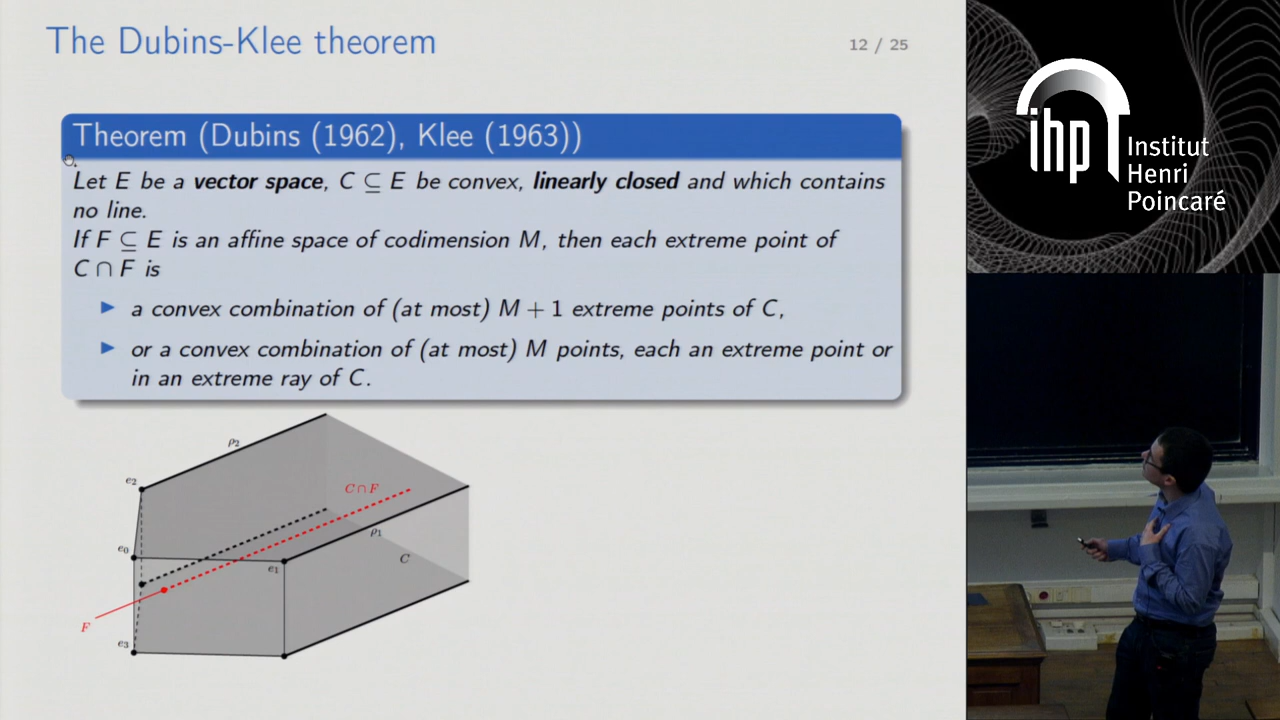 The Dubins-Klee theorem
12 / 25
Theorem (Dubins (1962), Klee (1963))
Let E be a vector space, C ⊆ E be convex, linearly closed and which contains
no line.
If F ⊆ E is an affine space of codimension M, then each extreme point of
C ∩ F is
▶ a convex combination of (at most) M + 1 extreme points of C,
▶ or a convex combination of (at most) M points, each an extreme point or
in an extreme ray of C.
ρ₂
e₂
C ∩ F
ρ₁
e₀
e₁
C
F
e₃
ihp
Institut
Henri
Poincaré